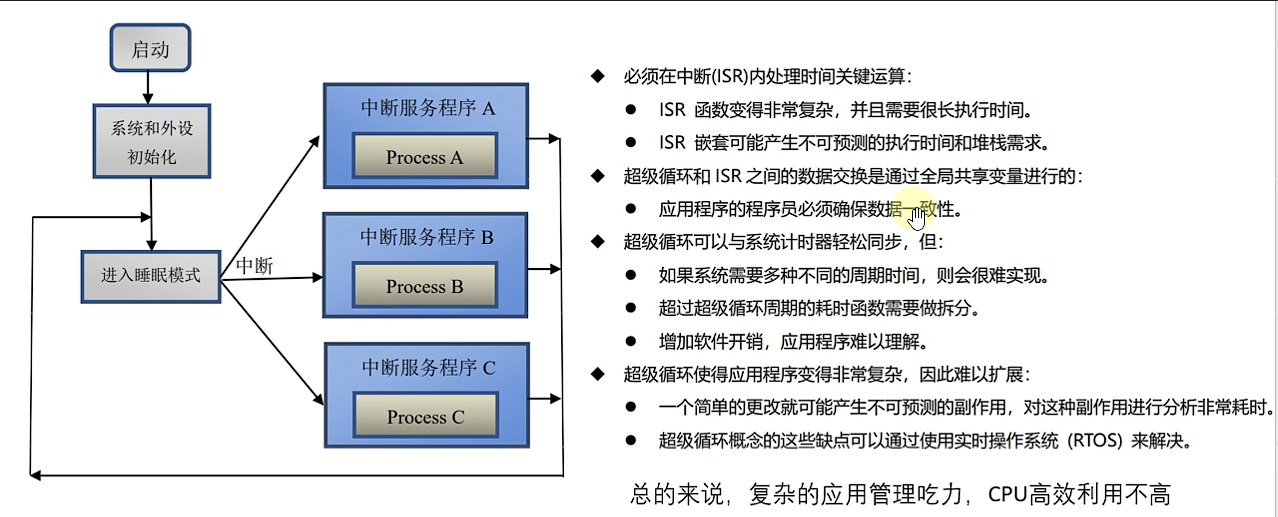 启动
系统和外设
初始化
进入睡眠模式
中断
中断服务程序 A
Process A
中断服务程序 B
Process B
中断服务程序 C
Process C
◆ 必须在中断(ISR)内处理时间关键运算：
● ISR 函数变得非常复杂，并且需要很长执行时间。
● ISR 嵌套可能产生不可预测的执行时间和堆栈需求。
◆ 超级循环和 ISR 之间的数据交换是通过全局共享变量进行的：
● 应用程序的程序员必须确保数据一致性。
◆ 超级循环可以与系统计时器轻松同步，但：
● 如果系统需要多种不同的周期时间，则会很难实现。
● 超过超级循环周期的耗时函数需要做拆分。
● 增加软件开销，应用程序难以理解。
◆ 超级循环使得应用程序变得非常复杂，因此难以扩展：
● 一个简单的更改就可能产生不可预测的副作用，对这种副作用进行分析非常耗时。
● 超级循环概念的这些缺点可以通过使用实时操作系统 (RTOS) 来解决。
总的来说，复杂的应用管理吃力，CPU高效利用不高